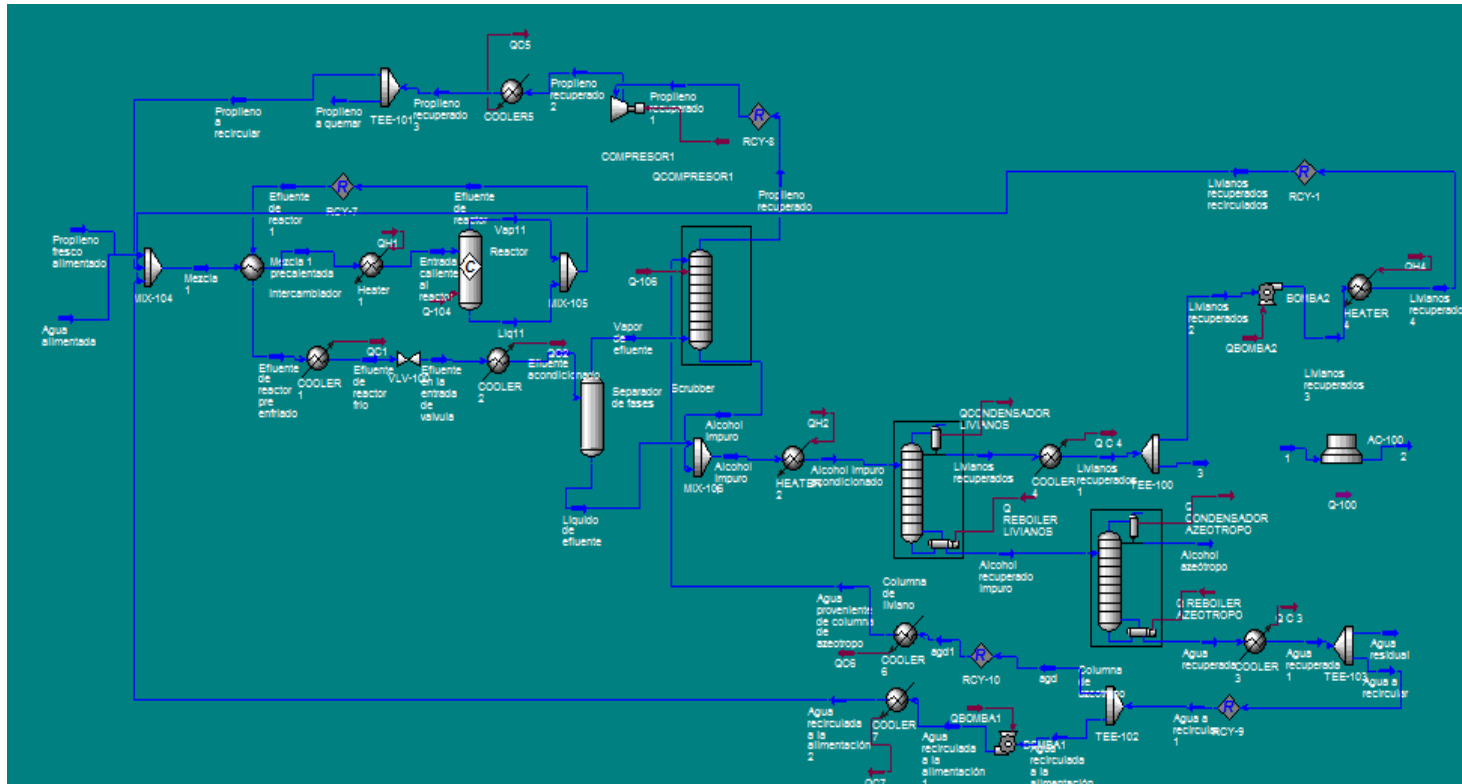 QC5
Propileno
a
recircular
Propileno
a quemar
TEE-101
Propileno
recuperado
3
COOLER5
Propileno
recuperado
2
Propileno
recuperado
1
COMPRESOR1
QCOMPRESOR1
RCY-8
Propileno
recuperado
Livianos
recuperados
recirculados
RCY-1
Efluente
de
reactor
1
RCY-7
Efluente
de
reactor
Vap11
Reactor
Propileno
fresco
alimentado
Agua
alimentada
MIX-104
Mezcla
1
Mezcla 1
precalentada
Intercambiador
QH1
Heater
1
Entrada
caliente
al
reactor
Q-104
Liq11
MIX-105
Q-106
Scrubber
Efluente
de
reactor
pre
enfriado
COOLER
1
QC1
Efluente
de
reactor
frio
VLV-100
Efluente
en la
entrada
de
valvula
COOLER
2
QC2
Efluente
acondicionado
Vapor
de
efluente
Separador
de fases
Liquido
de
efluente
Alcohol
impuro
MIX-106
Alcohol
impuro
QH2
HEATER
2
Alcohol impuro
acondicionado
QCONDENSADOR
LIVIANOS
Livianos
recuperados
COOLER
4
Q C 4
Livianos
recuperados
1
TEE-100
3
Livianos
recuperados
2
QBOMBA2
BOMBA2
Livianos
recuperados
3
QH4
HEATER
4
Livianos
recuperados
4
1
AC-100
2
Q-100
Q
REBOILER
LIVIANOS
Columna
de
liviano
Alcohol
recuperado
impuro
Q
CONDENSADOR
AZEOTROPO
Alcohol
azeótropo
Q REBOILER
AZEOTROPO
Columna
de
azeotropo
Agua
recuperada
COOLER
3
Q C 3
Agua
recuperada
1
TEE-103
Agua
residual
Agua a
recircular
RCY-9
Agua a
recircular
1
TEE-102
agd
RCY-10
agd1
COOLER
6
QC6
Agua
proveniente
de columna
de
azeotropo
Agua
recirculada
a la
alimentación
2
COOLER
7
QC7
Agua
recirculada
a la
alimentación
1
QBOMBA1
BOMBA1
Agua
recirculada
a la
alimentación